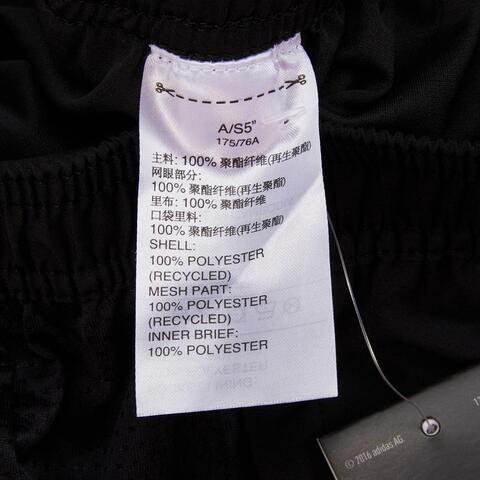 A/S5"
175/76A
主料: 100% 聚酯纤维(再生聚酯)
网眼部分:
100% 聚酯纤维(再生聚酯)
里布: 100% 聚酯纤维
口袋里料:
100% 聚酯纤维(再生聚酯)
SHELL:
100% POLYESTER
(RECYCLED)
MESH PART:
100% POLYESTER
(RECYCLED)
INNER BRIEF:
100% POLYESTER
© 2016 adidas AG.